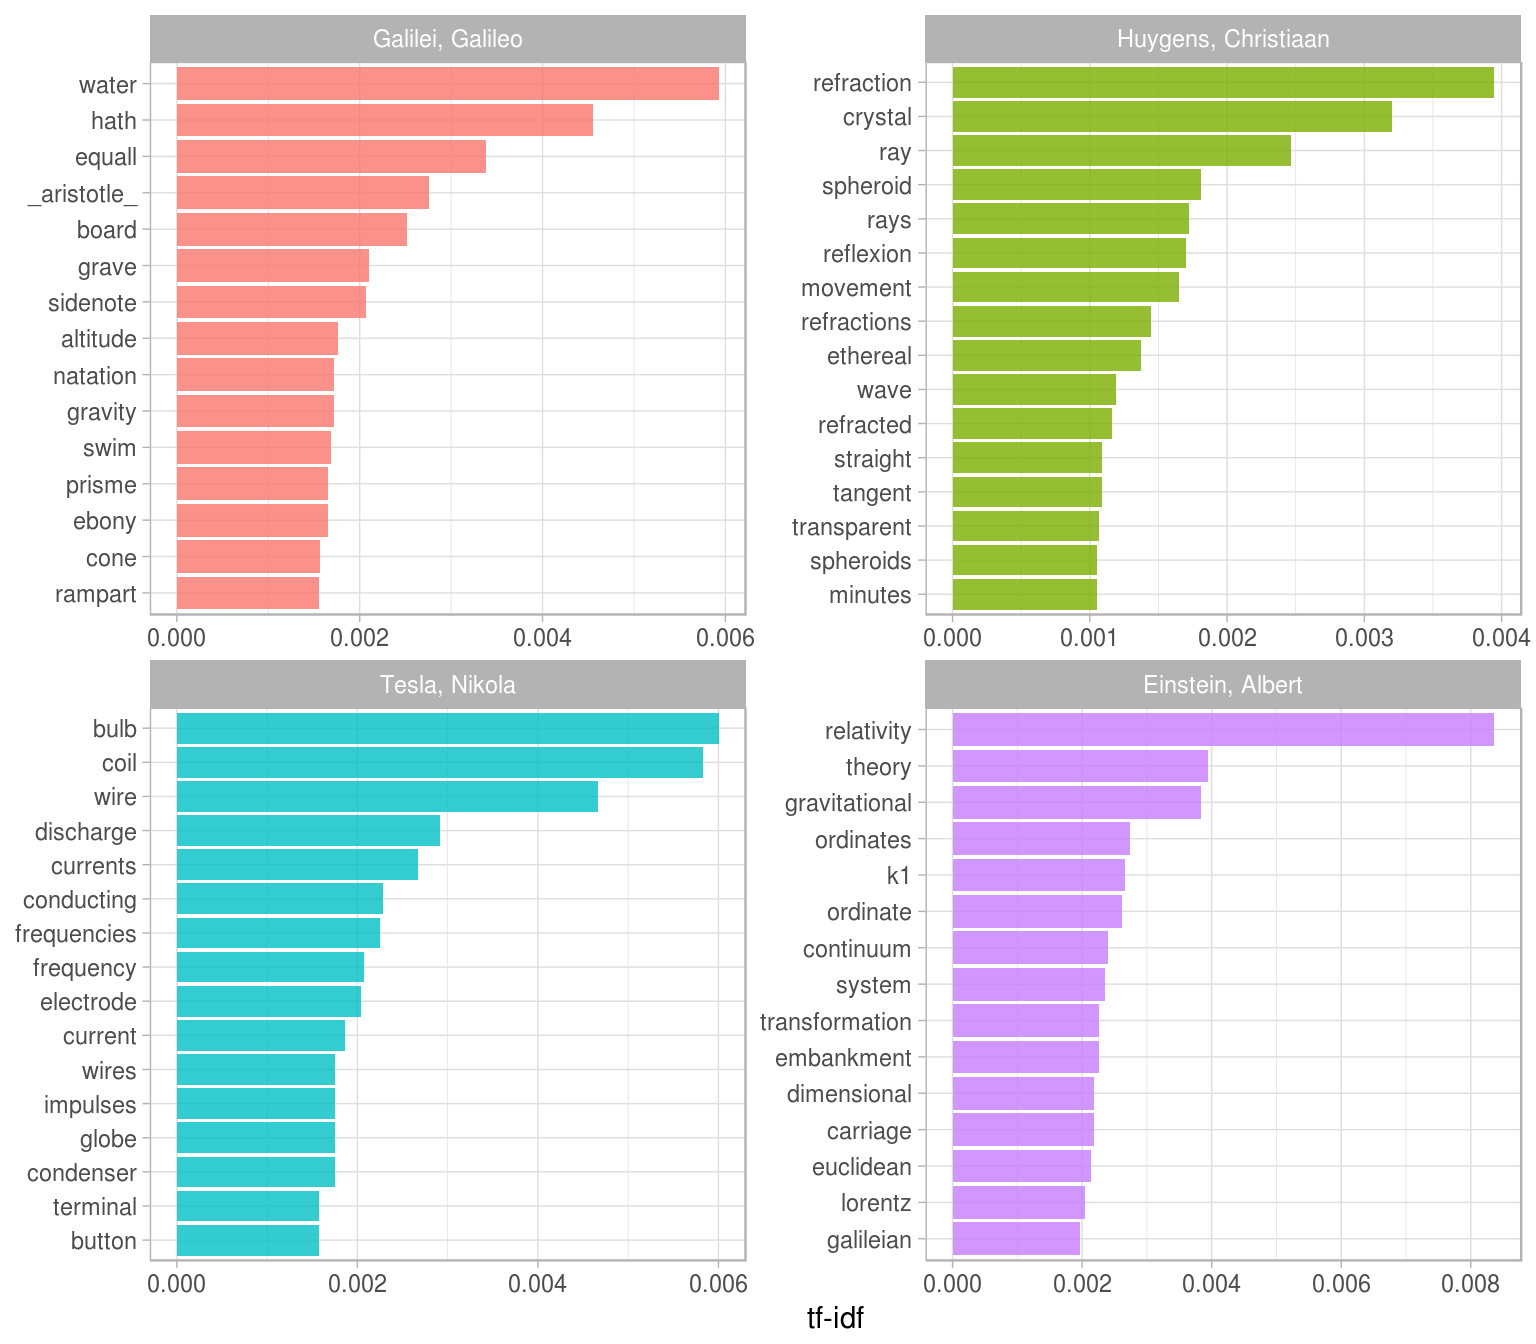 Galilei, Galileo
water
hath
equall
_aristotle_
board
grave
sidenote
altitude
natation
gravity
swim
prisme
ebony
cone
rampart
0.000 0.002 0.004 0.006
Huygens, Christiaan
refraction
crystal
ray
spheroid
rays
reflexion
movement
refractions
ethereal
wave
refracted
straight
tangent
transparent
spheroids
minutes
0.000 0.001 0.002 0.003 0.004
Tesla, Nikola
bulb
coil
wire
discharge
currents
conducting
frequencies
frequency
electrode
current
wires
impulses
globe
condenser
terminal
button
0.000 0.002 0.004 0.006
Einstein, Albert
relativity
theory
gravitational
ordinates
k1
ordinate
continuum
system
transformation
embankment
dimensional
carriage
euclidean
lorentz
galileian
0.000 0.002 0.004 0.006 0.008
tf-idf